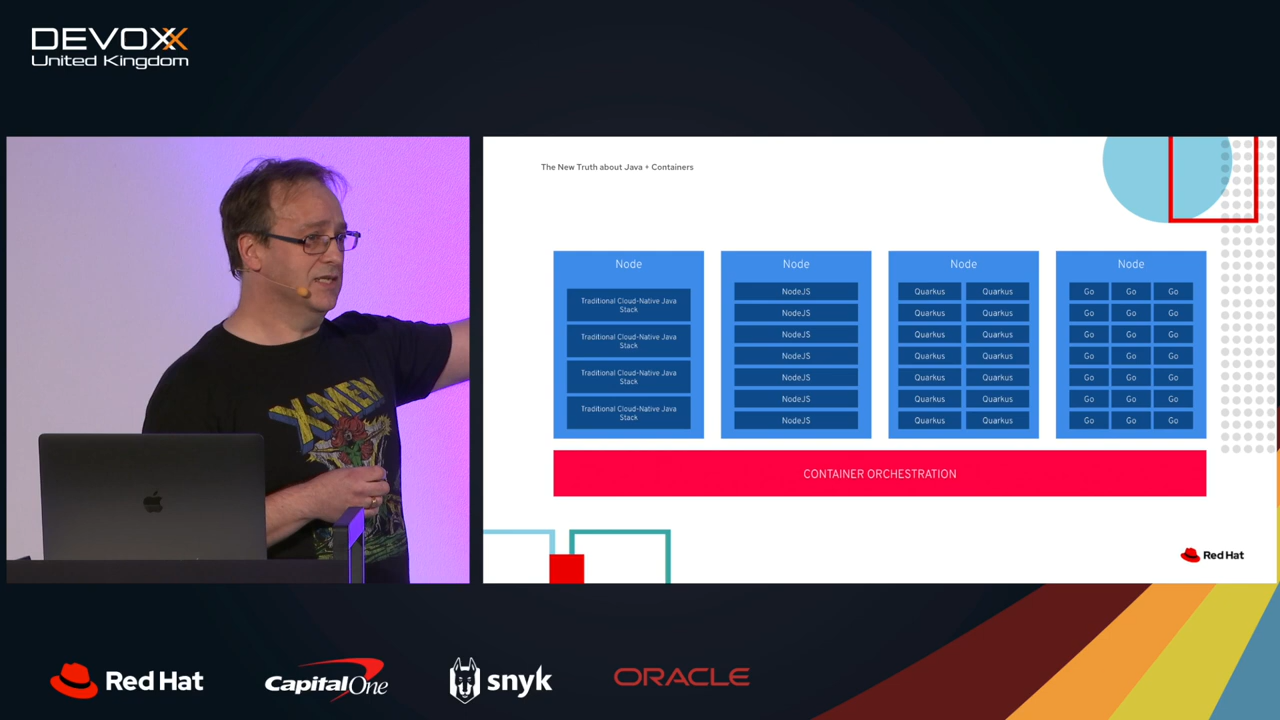 DEVOXX
United Kingdom
X-MEN
The New Truth about Java + Containers
Node
Traditional Cloud-Native Java
Stack
Traditional Cloud-Native Java
Stack
Traditional Cloud-Native Java
Stack
Traditional Cloud-Native Java
Stack
Node
NodeJS
NodeJS
NodeJS
NodeJS
NodeJS
NodeJS
NodeJS
Node
Quarkus Quarkus
Quarkus Quarkus
Quarkus Quarkus
Quarkus Quarkus
Quarkus Quarkus
Quarkus Quarkus
Quarkus Quarkus
Node
Go Go Go
Go Go Go
Go Go Go
Go Go Go
Go Go Go
Go Go Go
Go Go Go
CONTAINER ORCHESTRATION
Red Hat
Red Hat
CapitalOne
snyk
ORACLE